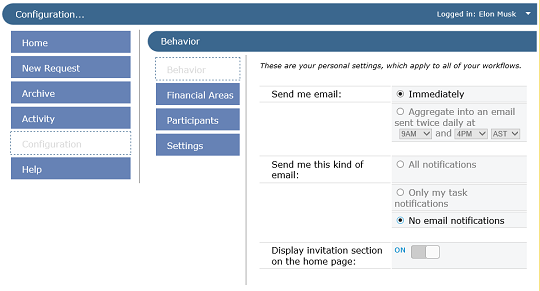 Configuration...
Logged in: Elon Musk
Home
New Request
Archive
Activity
Configuration
Help
Behavior
Behavior
Financial Areas
Participants
Settings
These are your personal settings, which apply to all of your workflows.
Send me email:
Immediately
Aggregate into an email
sent twice daily at
9AM and 4PM AST
Send me this kind of
email:
All notifications
Only my task
notifications
No email notifications
Display invitation section
on the home page:
ON